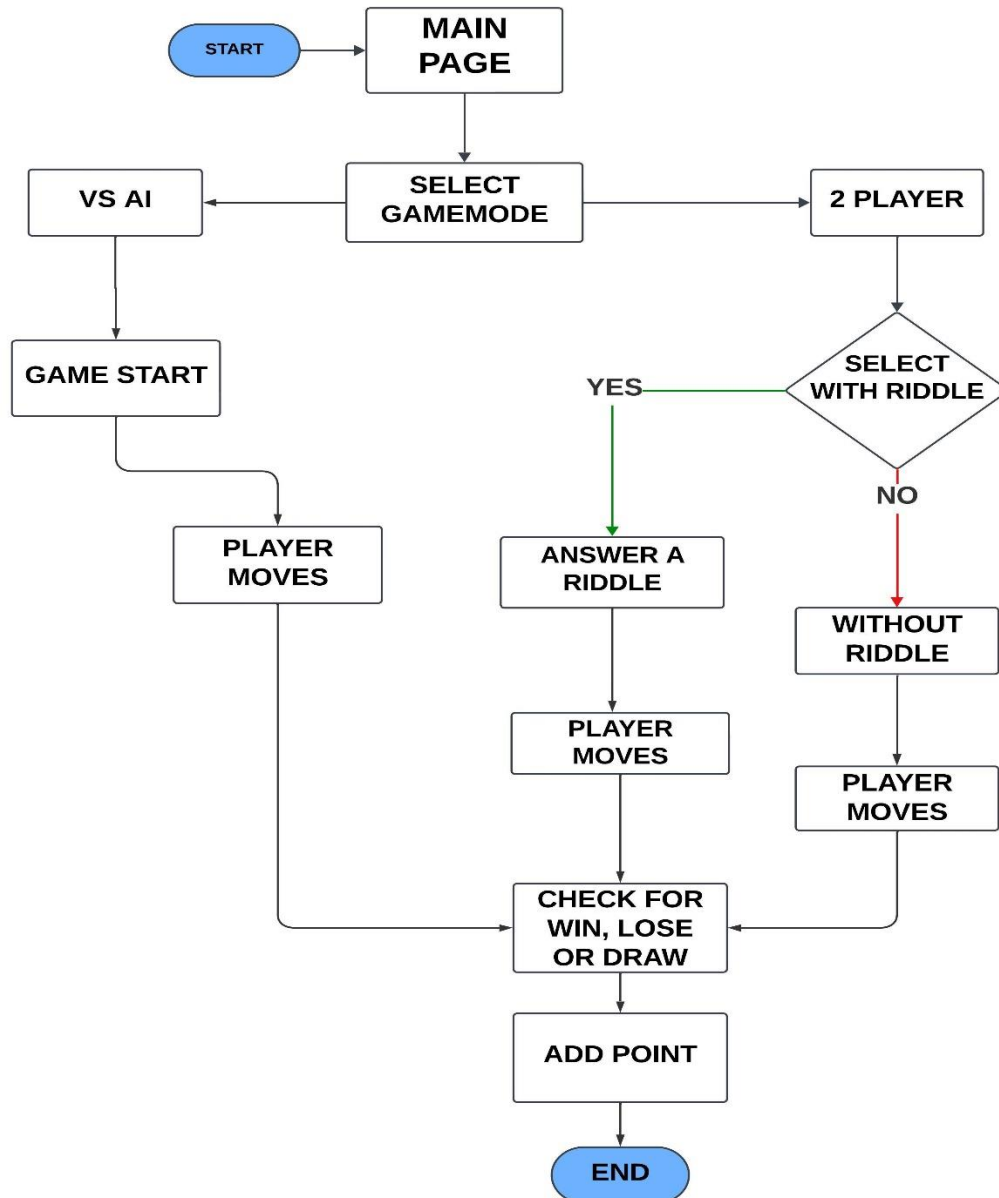 START
MAIN
PAGE
VS AI
SELECT
GAMEMODE
2 PLAYER
GAME START
SELECT
WITH RIDDLE
YES
NO
PLAYER
MOVES
ANSWER A
RIDDLE
WITHOUT
RIDDLE
PLAYER
MOVES
PLAYER
MOVES
CHECK FOR
WIN, LOSE
OR DRAW
ADD POINT
END